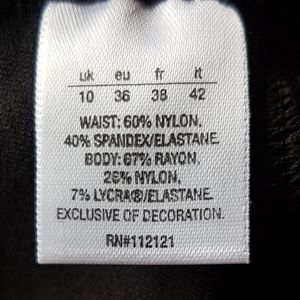 uk eu fr it
10 36 38 42
WAIST: 60% NYLON,
40% SPANDEX/ELASTANE.
BODY: 67% RAYON,
26% NYLON,
7% LYCRA®/ELASTANE.
EXCLUSIVE OF DECORATION.
RN#112121